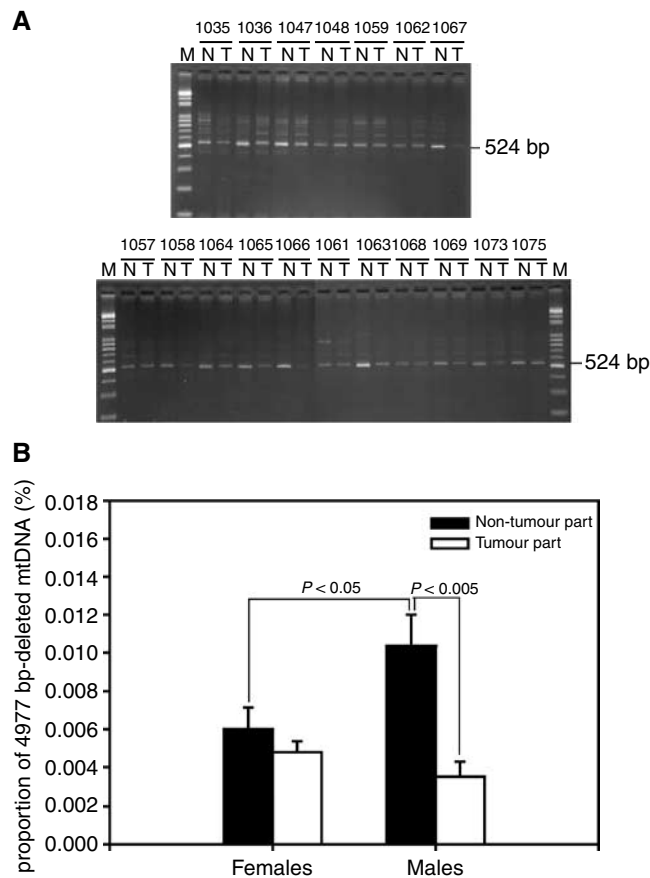 A
1035 1036 1047 1048 1059 1062 1067
M N T N T N T N T N T N T N T
524 bp
1057 1058 1064 1065 1066 1061 1063 1068 1069 1073 1075
M N T N T N T N T N T N T N T N T N T N T N T M
524 bp
B
proportion of 4977 bp-deleted mtDNA (%)
0.018
0.016
0.014
0.012
0.010
0.008
0.006
0.004
0.002
0.000
Non-tumour part
Tumour part
P < 0.05
P < 0.005
Females Males